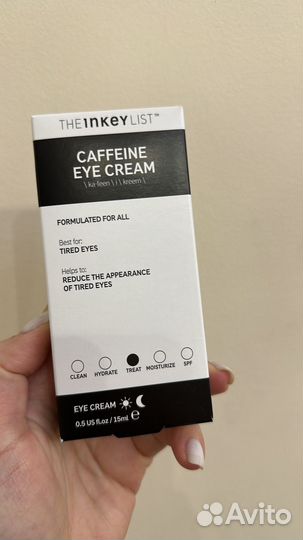 THE INKEY LIST™
CAFFEINE
EYE CREAM
\ ka-feen \ i \ kreem \
FORMULATED FOR ALL
Best for:
TIRED EYES
Helps to:
REDUCE THE APPEARANCE
OF TIRED EYES
CLEAN HYDRATE TREAT MOISTURIZE SPF
EYE CREAM
0.5 US fl.oz / 15ml ℮
Avito